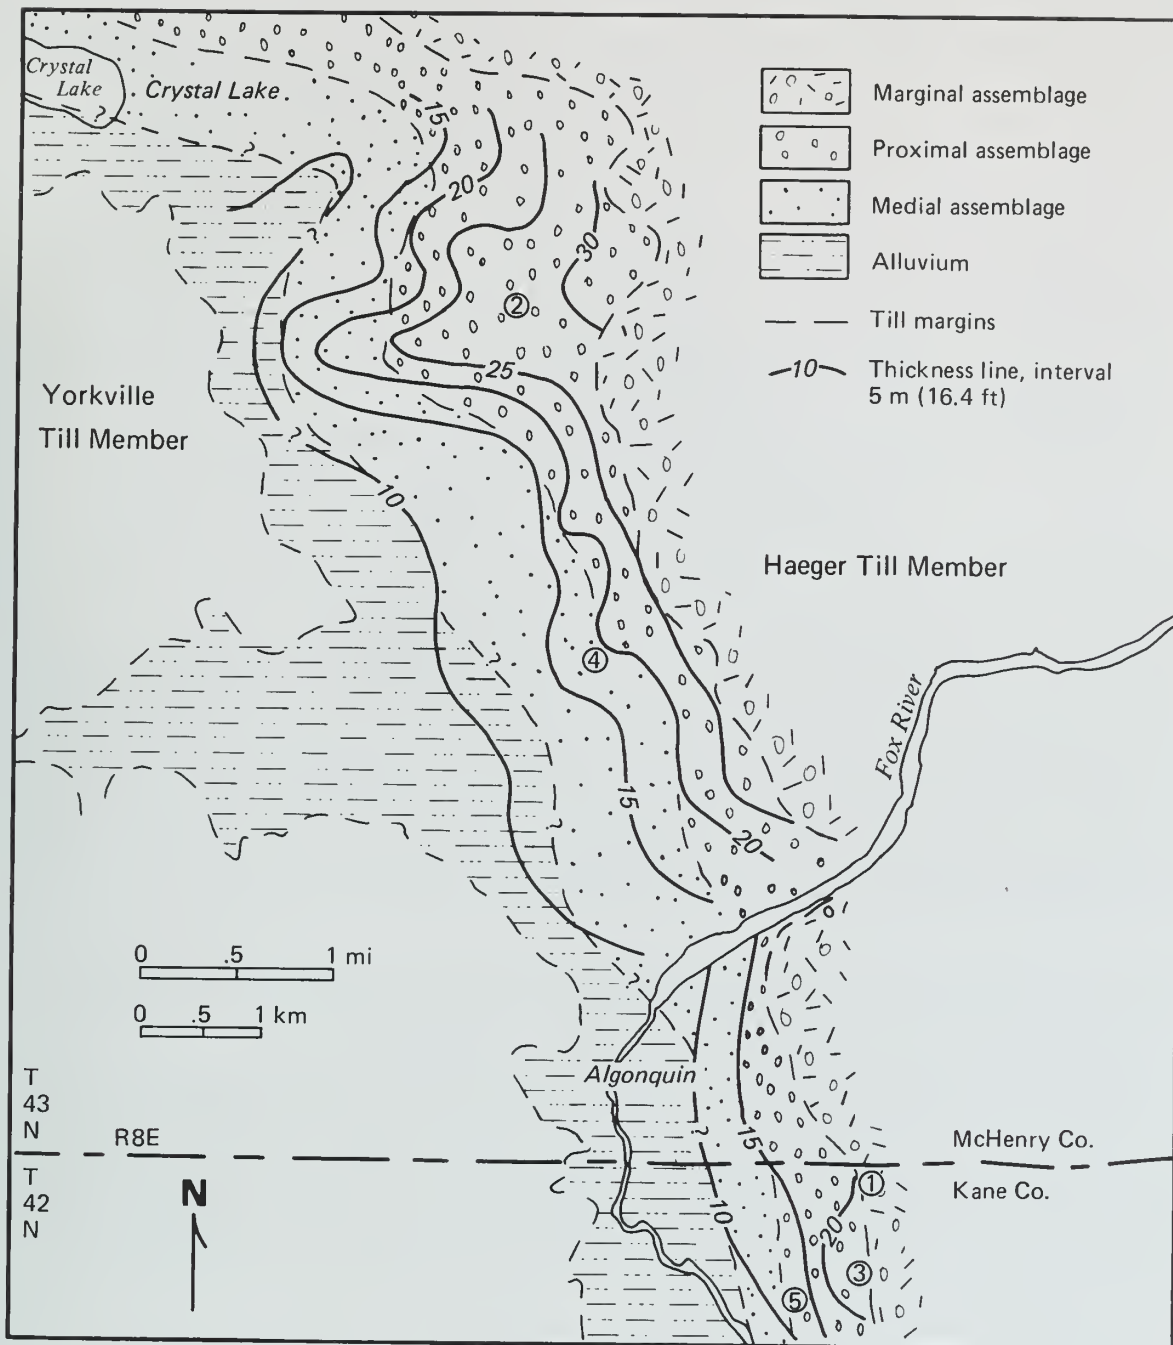 Crystal
Lake
Crystal Lake
?
15
?
20
30
②
?
25
?
10
Yorkville
Till Member
Marginal assemblage
Proximal assemblage
Medial assemblage
Alluvium
Till margins
10
Thickness line, interval
5 m (16.4 ft)
Haeger Till Member
?
④
15
20
?
Fox River
?
0 .5 1 mi
0 .5 1 km
Algonquin
?
15
T
43
N
R8E
McHenry Co.
T
42
N
Kane Co.
N
①
10
20
③
⑤